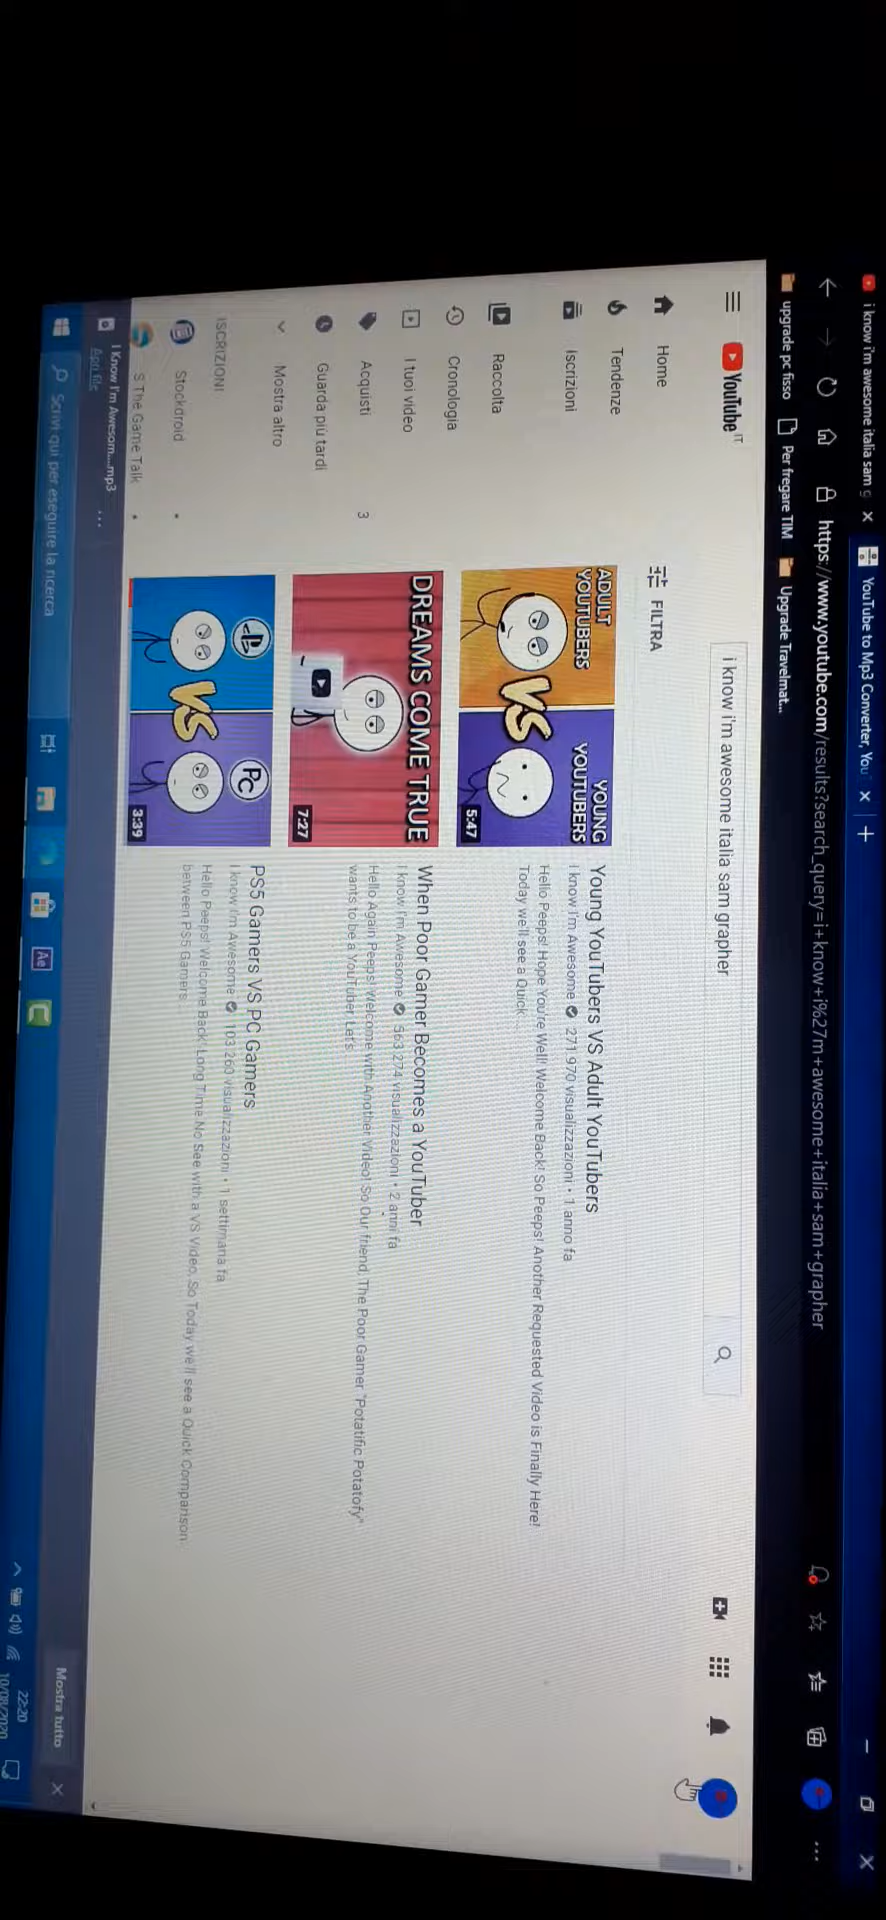 i know i'm awesome italia sam g
YouTube to Mp3 Converter, You
https://www.youtube.com/results?search_query=i+know+i%27m+awesome+italia+sam+grapher
upgrade pc fisso
Per fregare TIM
Upgrade Travelmat...
YouTube IT
i know i'm awesome italia sam grapher
Home
Tendenze
Iscrizioni
Raccolta
Cronologia
I tuoi video
Acquisti 3
Guarda più tardi
Mostra altro
ISCRIZIONI
Stockdroid
S The Game Talk
FILTRA
ADULT YOUTUBERS
VS
YOUNG YOUTUBERS
5:47
Young YouTubers VS Adult YouTubers
I know I'm Awesome 271 970 visualizzazioni • 1 anno fa
Hello Peeps! Hope You're Well! Welcome Back! So Peeps! Another Requested Video is Finally Here!
Today we'll see a Quick
DREAMS COME TRUE
7:27
When Poor Gamer Becomes a YouTuber
I know I'm Awesome 563 274 visualizzazioni • 2 anni fa
Hello Again Peeps! Welcome with Another Video! So Our friend, The Poor Gamer "Potatific Potatofy"
wants to be a YouTuber. Let's
PC
VS
3:39
PS5 Gamers VS PC Gamers
I know I'm Awesome 103 260 visualizzazioni • 1 settimana fa
Hello Peeps! Welcome Back! Long Time No See with a VS Video. So Today we'll see a Quick Comparison
between PS5 Gamers
I Know I'm Awesom....mp3
Apri file
Mostra tutto
Scrivi qui per eseguire la ricerca
Ae
22:20
10/08/2020